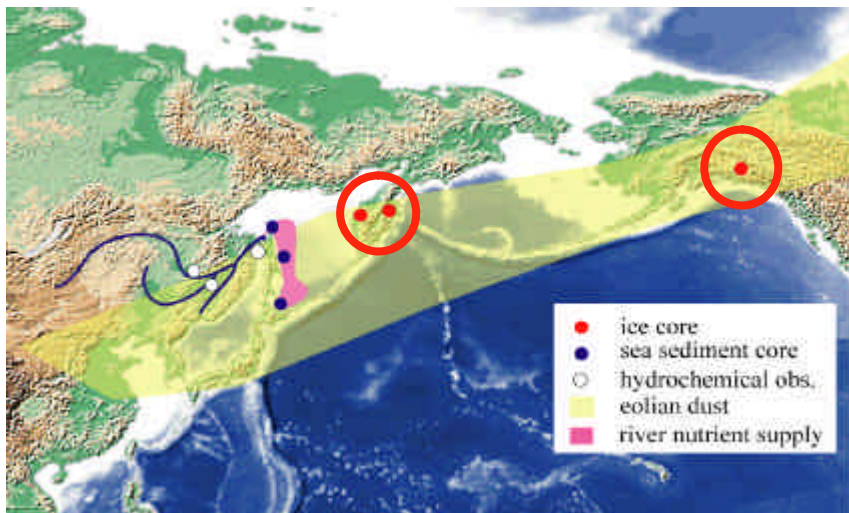 ice core
sea sediment core
hydrochemical obs.
eolian dust
river nutrient supply